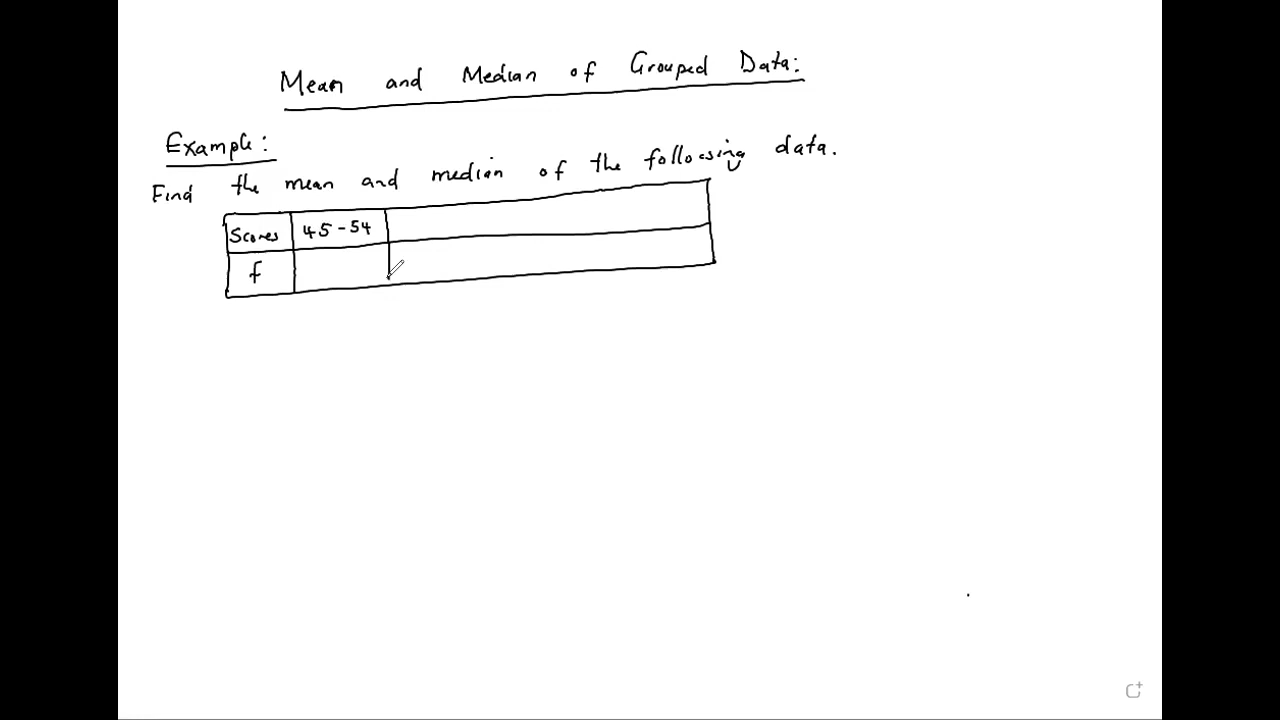 Mean and Median of Grouped Data:
Example:
Find the mean and median of the following data.
Scores 45-54
f